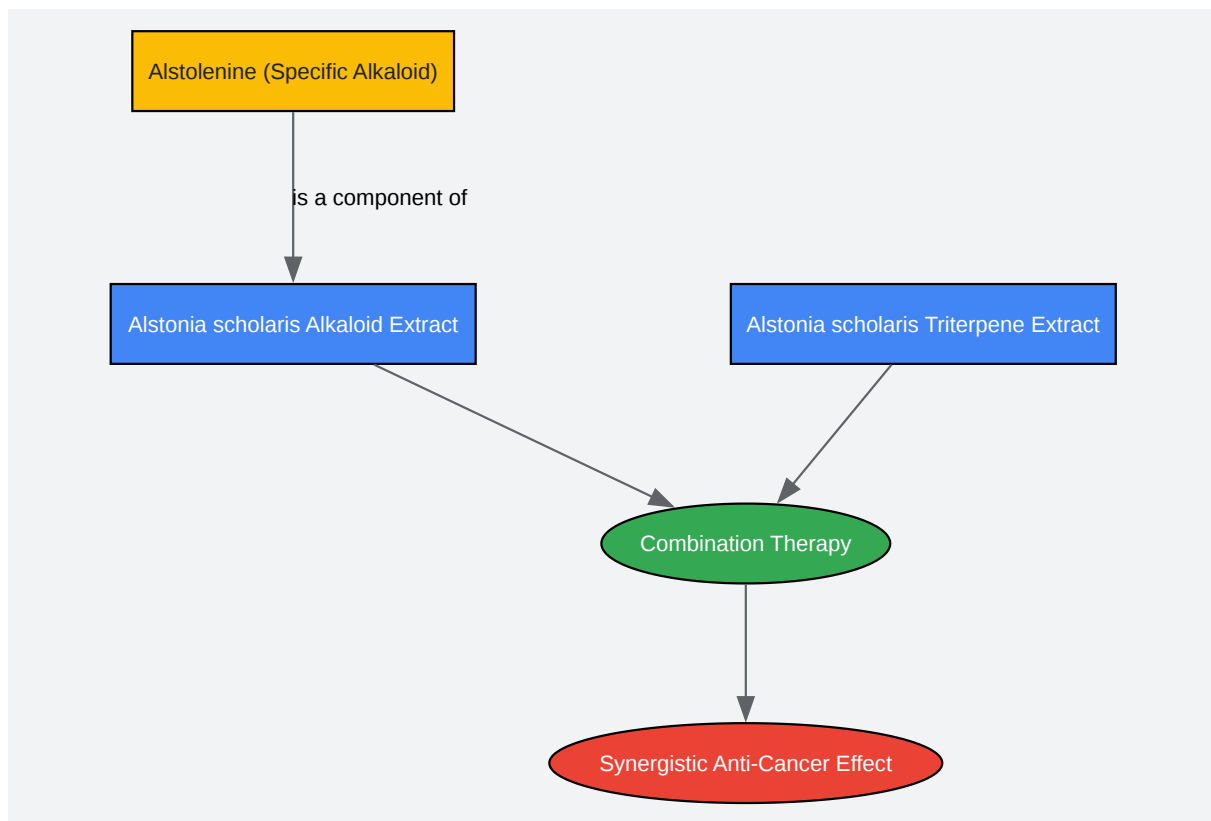 Alstolenine (Specific Alkaloid)
is a component of
Alstonia scholaris Alkaloid Extract
Alstonia scholaris Triterpene Extract
Combination Therapy
Synergistic Anti-Cancer Effect